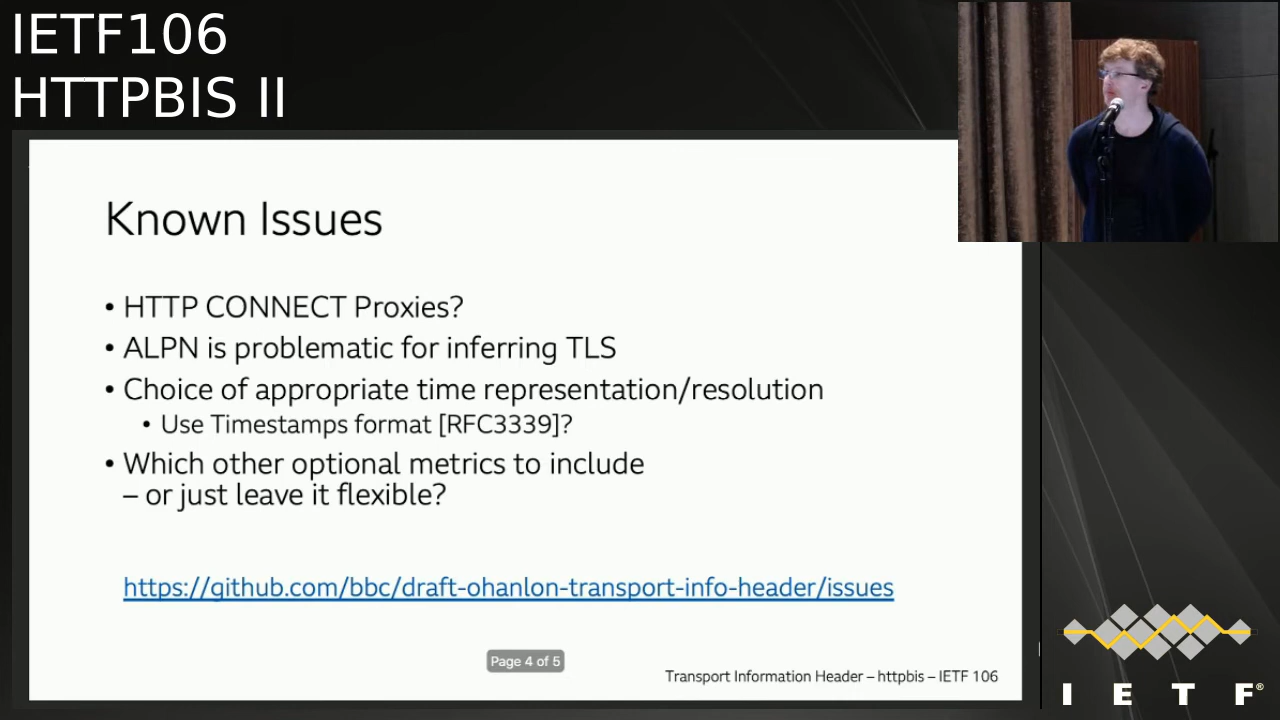 IETF106
HTTPBIS II
Known Issues
• HTTP CONNECT Proxies?
• ALPN is problematic for inferring TLS
• Choice of appropriate time representation/resolution
• Use Timestamps format [RFC3339]?
• Which other optional metrics to include
– or just leave it flexible?
https://github.com/bbc/draft-ohanlon-transport-info-header/issues
Page 4 of 5
Transport Information Header – httpbis – IETF 106
I E T F®